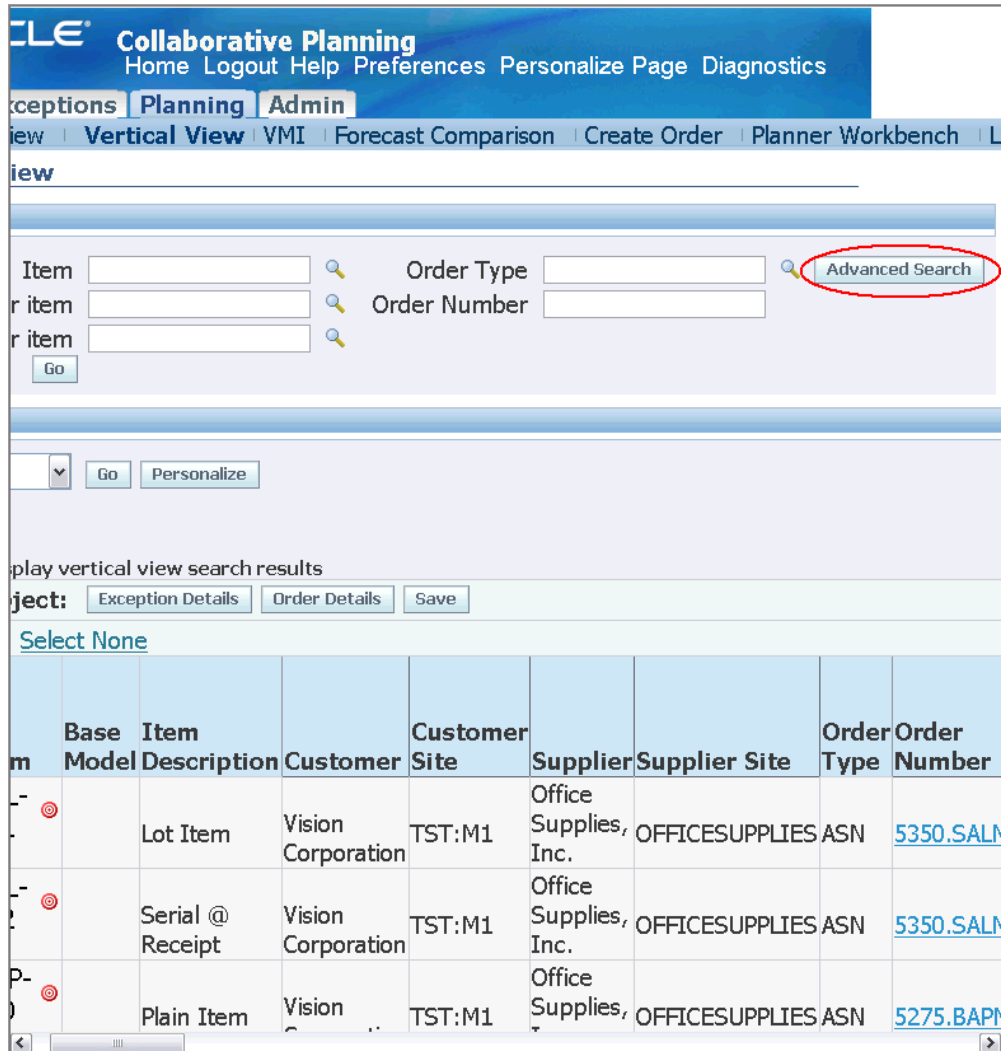 CLE®
Collaborative Planning
Home Logout Help Preferences Personalize Page Diagnostics
xceptions Planning Admin
iew Vertical View VMI Forecast Comparison Create Order Planner Workbench L
iew
Item Order Type Advanced Search
r item Order Number
r item
Go
Go Personalize
splay vertical view search results
ject: Exception Details Order Details Save
Select None
m Base Model Item Description Customer Customer Site Supplier Supplier Site Order Type Order Number
L- Lot Item Vision Corporation TST:M1 Office Supplies, Inc. OFFICESUPPLIES ASN 5350.SALN
L- Serial @ Receipt Vision Corporation TST:M1 Office Supplies, Inc. OFFICESUPPLIES ASN 5350.SALN
P- Plain Item Vision TST:M1 Office Supplies, OFFICESUPPLIES ASN 5275.BAPN